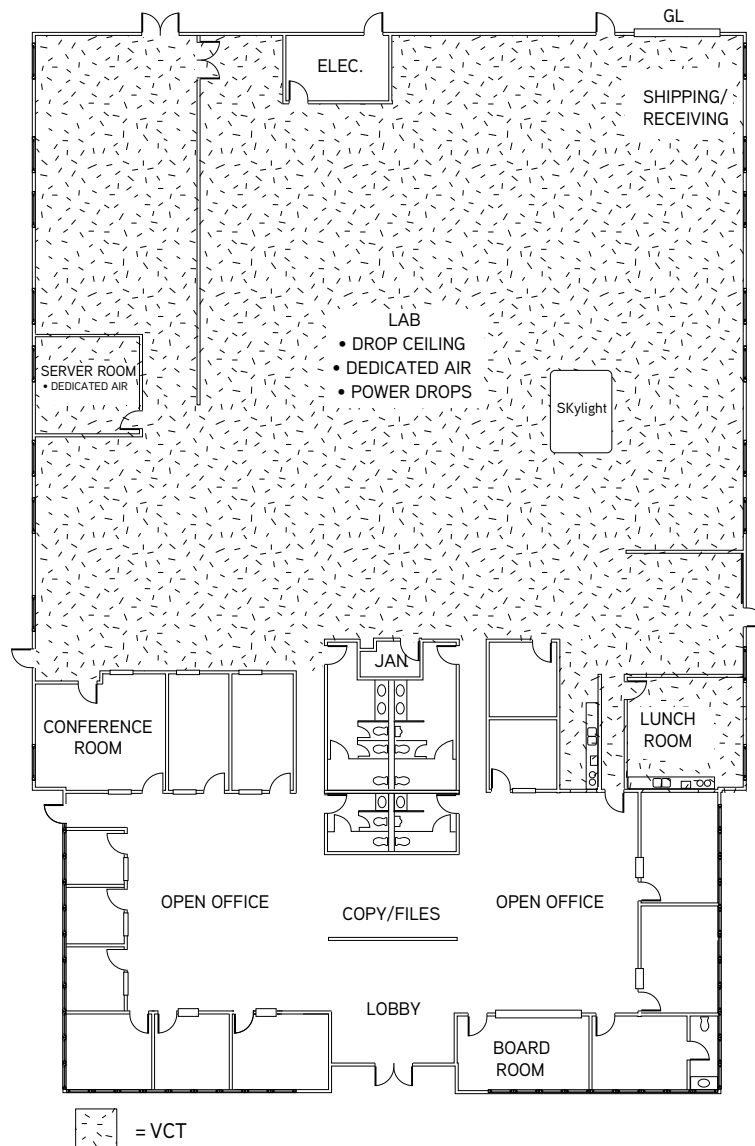 GL
ELEC.
SHIPPING/
RECEIVING
LAB
• DROP CEILING
• DEDICATED AIR
• POWER DROPS
SERVER ROOM
• DEDICATED AIR
SKylight
JAN
CONFERENCE
ROOM
LUNCH
ROOM
OPEN OFFICE
OPEN OFFICE
COPY/FILES
LOBBY
BOARD
ROOM
= VCT